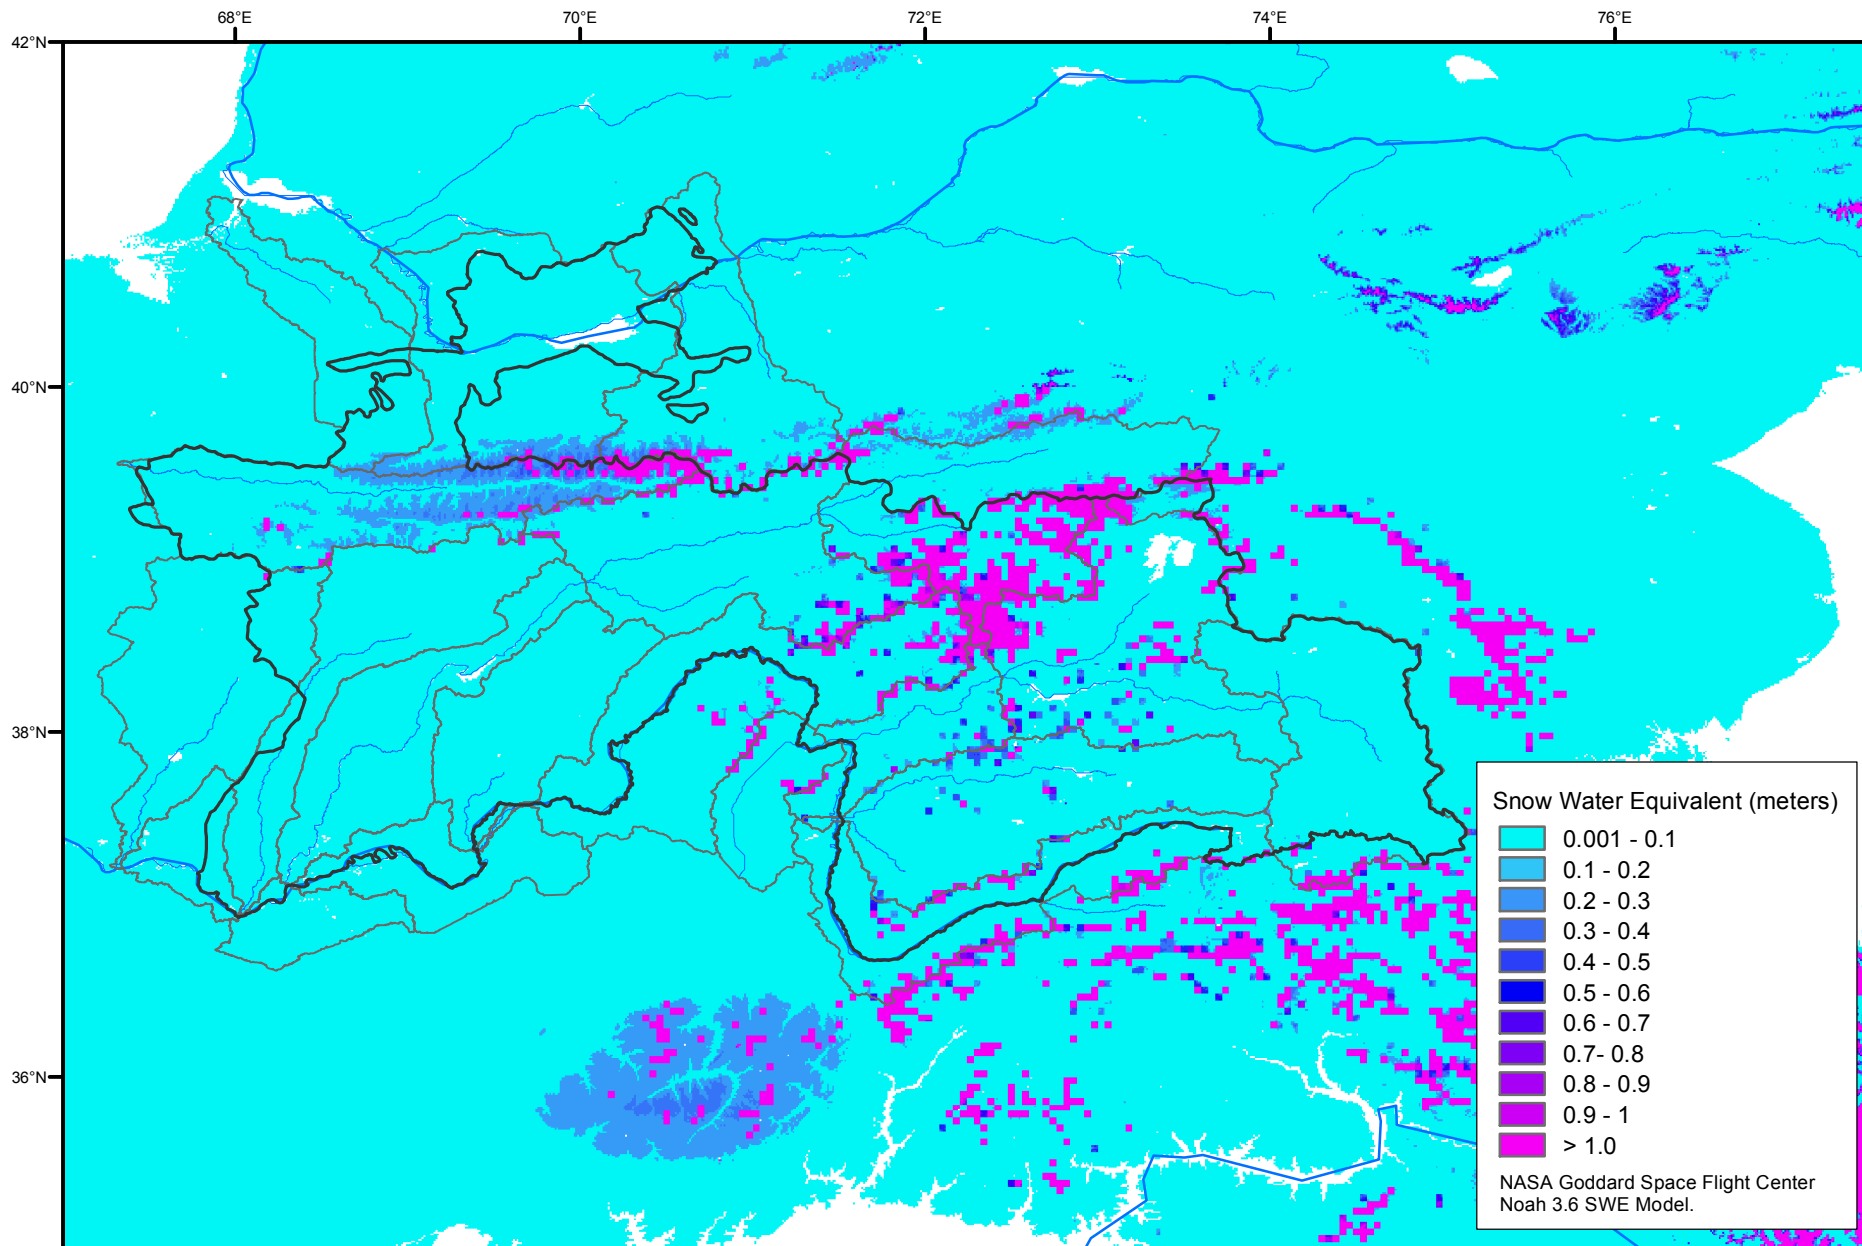 68°E
70°E
72°E
74°E
76°E
42°N
40°N
38°N
36°N
Snow Water Equivalent (meters)
0.001 - 0.1
0.1 - 0.2
0.2 - 0.3
0.3 - 0.4
0.4 - 0.5
0.5 - 0.6
0.6 - 0.7
0.7- 0.8
0.8 - 0.9
0.9 - 1
> 1.0
NASA Goddard Space Flight Center
Noah 3.6 SWE Model.